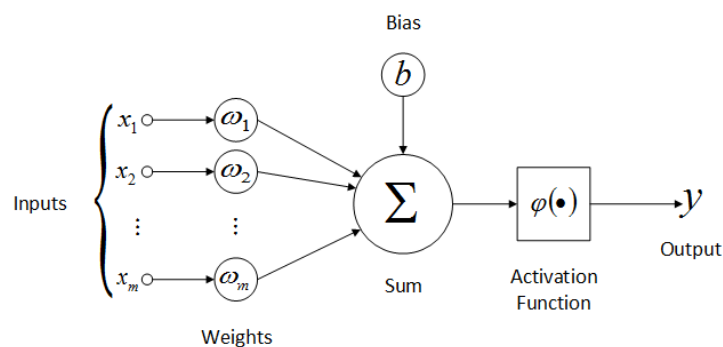 Bias
b
x₁ ω₁
x₂ ω₂
Inputs
⋮ ⋮
Σ
φ(•)
y
Output
xₘ ωₘ
Sum
Activation
Function
Weights